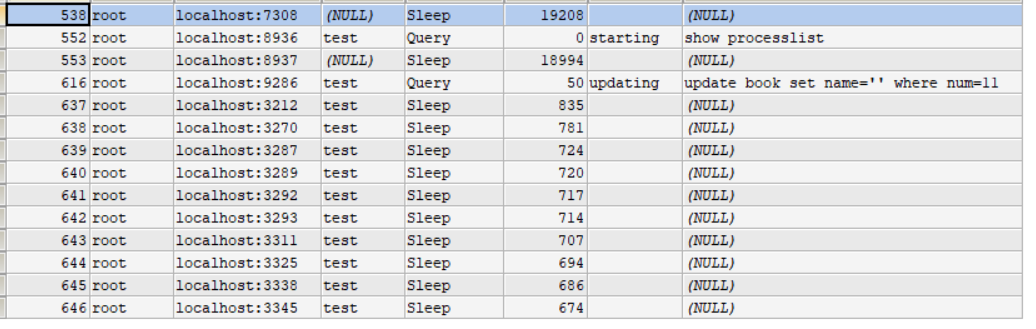 538 root localhost:7308 (NULL) Sleep 19208 (NULL)
552 root localhost:8936 test Query 0 starting show processlist
553 root localhost:8937 (NULL) Sleep 18994 (NULL)
616 root localhost:9286 test Query 50 updating update book set name='' where num=11
637 root localhost:3212 test Sleep 835 (NULL)
638 root localhost:3270 test Sleep 781 (NULL)
639 root localhost:3287 test Sleep 724 (NULL)
640 root localhost:3289 test Sleep 720 (NULL)
641 root localhost:3292 test Sleep 717 (NULL)
642 root localhost:3293 test Sleep 714 (NULL)
643 root localhost:3311 test Sleep 707 (NULL)
644 root localhost:3325 test Sleep 694 (NULL)
645 root localhost:3338 test Sleep 686 (NULL)
646 root localhost:3345 test Sleep 674 (NULL)